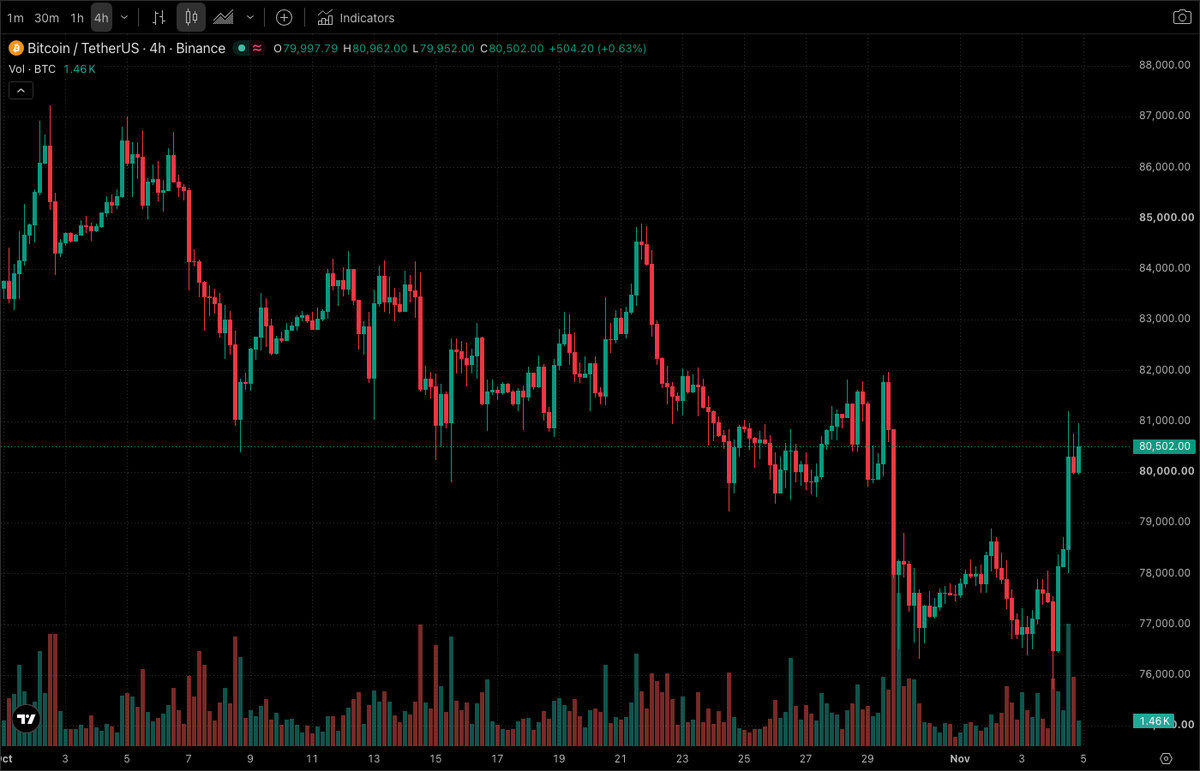 1m 30m 1h 4h Indicators
Bitcoin / TetherUS · 4h · Binance O79,997.79 H80,962.00 L79,952.00 C80,502.00 +504.20 (+0.63%)
Vol · BTC 1.46K
88,000.00
87,000.00
86,000.00
85,000.00
84,000.00
83,000.00
82,000.00
81,000.00
80,502.00
80,000.00
79,000.00
78,000.00
77,000.00
76,000.00
1.46K
3 5 7 9 11 13 15 17 19 21 23 25 27 29 Nov 3 5